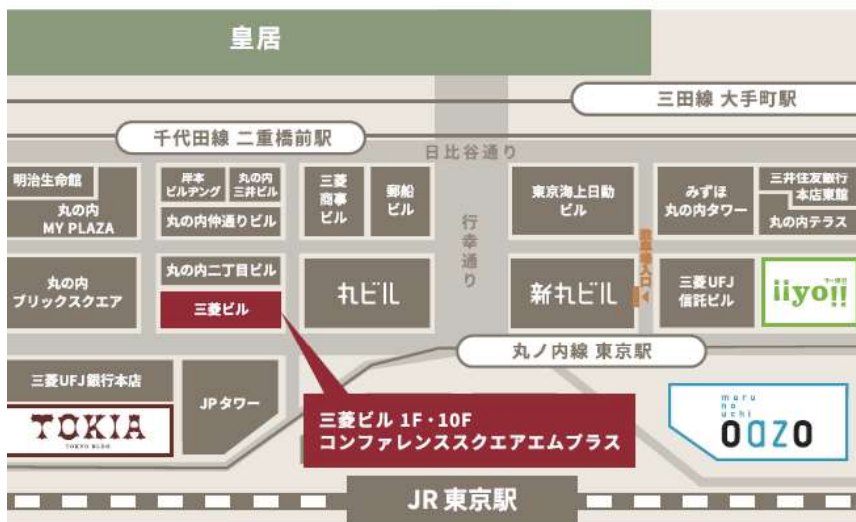 皇居
三田線 大手町駅
千代田線 二重橋前駅
日比谷通り
明治生命館
丸の内
MY PLAZA
岸本
ビルヂング
丸の内
三井ビル
丸の内仲通りビル
三菱
商事
ビル
郵船
ビル
行幸通り
東京海上日動
ビル
みずほ
丸の内タワー
三井住友銀行
本店東館
丸の内テラス
丸の内
ブリックスクエア
丸の内二丁目ビル
三菱ビル
丸ビル
新丸ビル
駐車場入口
三菱UFJ
信託ビル
iiyo!!
丸ノ内線 東京駅
三菱UFJ銀行本店
TOKIA
TOKYO BLDG
JPタワー
三菱ビル 1F・10F
コンファレンススクエアエムプラス
maru
no
uchi
oazo
JR 東京駅